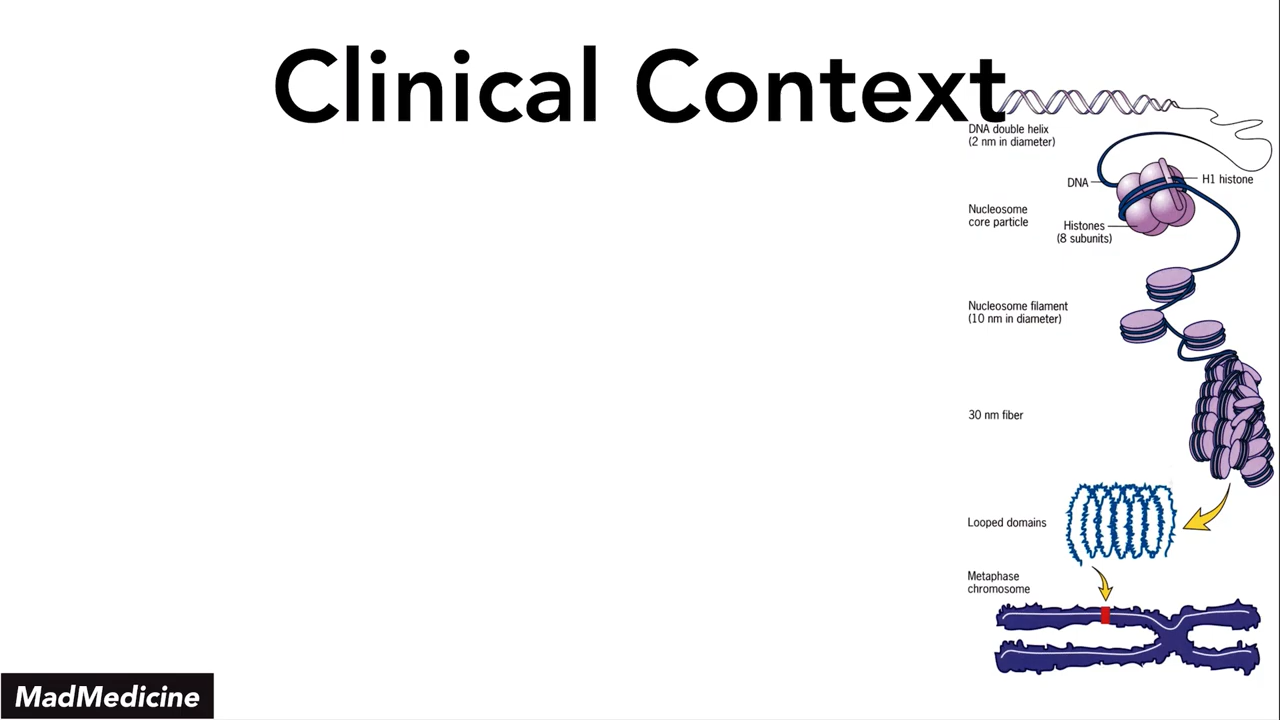 Clinical Context
DNA double helix
(2 nm in diameter)
DNA
H1 histone
Nucleosome
core particle
Histones
(8 subunits)
Nucleosome filament
(10 nm in diameter)
30 nm fiber
Looped domains
Metaphase
chromosome
MadMedicine